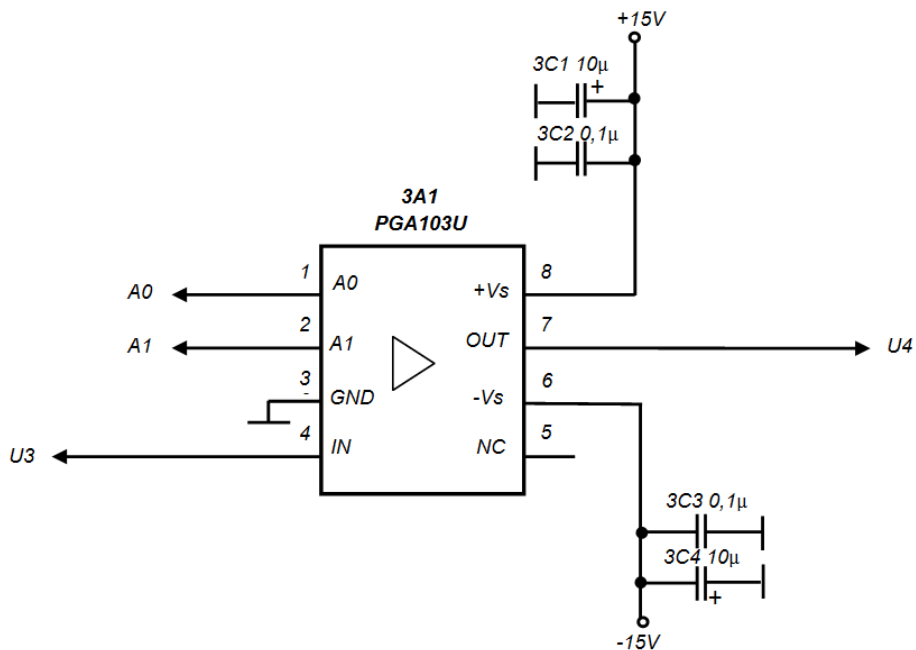 +15V
3C1 10µ
+
3C2 0,1µ
3A1
PGA103U
1
A0
A0
+Vs
8
2
A1
A1
OUT
7
U4
3
GND
-Vs
6
4
U3
IN
NC
5
3C3 0,1µ
3C4 10µ
+
-15V